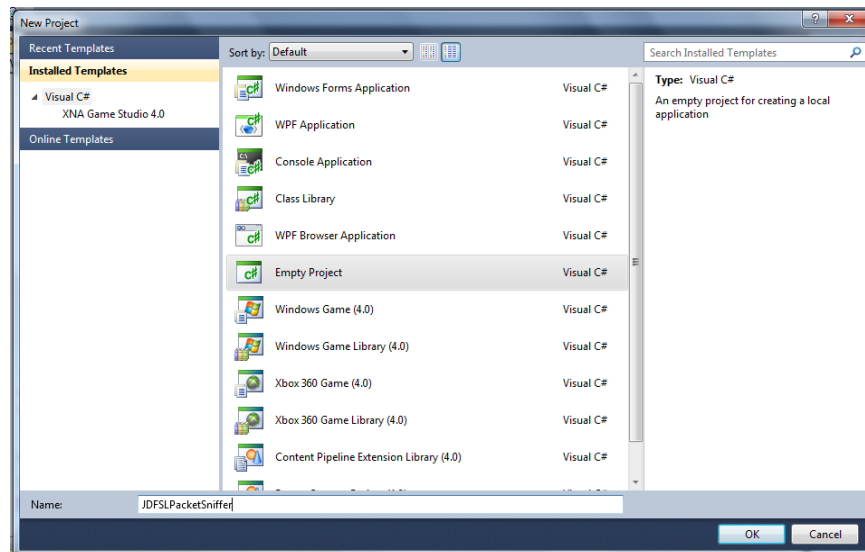 New Project
Recent Templates
Installed Templates
Visual C#
XNA Game Studio 4.0
Online Templates
Sort by: Default
Search Installed Templates
Windows Forms Application Visual C#
WPF Application Visual C#
Console Application Visual C#
Class Library Visual C#
WPF Browser Application Visual C#
Empty Project Visual C#
Windows Game (4.0) Visual C#
Windows Game Library (4.0) Visual C#
Xbox 360 Game (4.0) Visual C#
Xbox 360 Game Library (4.0) Visual C#
Content Pipeline Extension Library (4.0) Visual C#
Type: Visual C#
An empty project for creating a local
application
Name: JDFSLPacketSniffer
OK Cancel